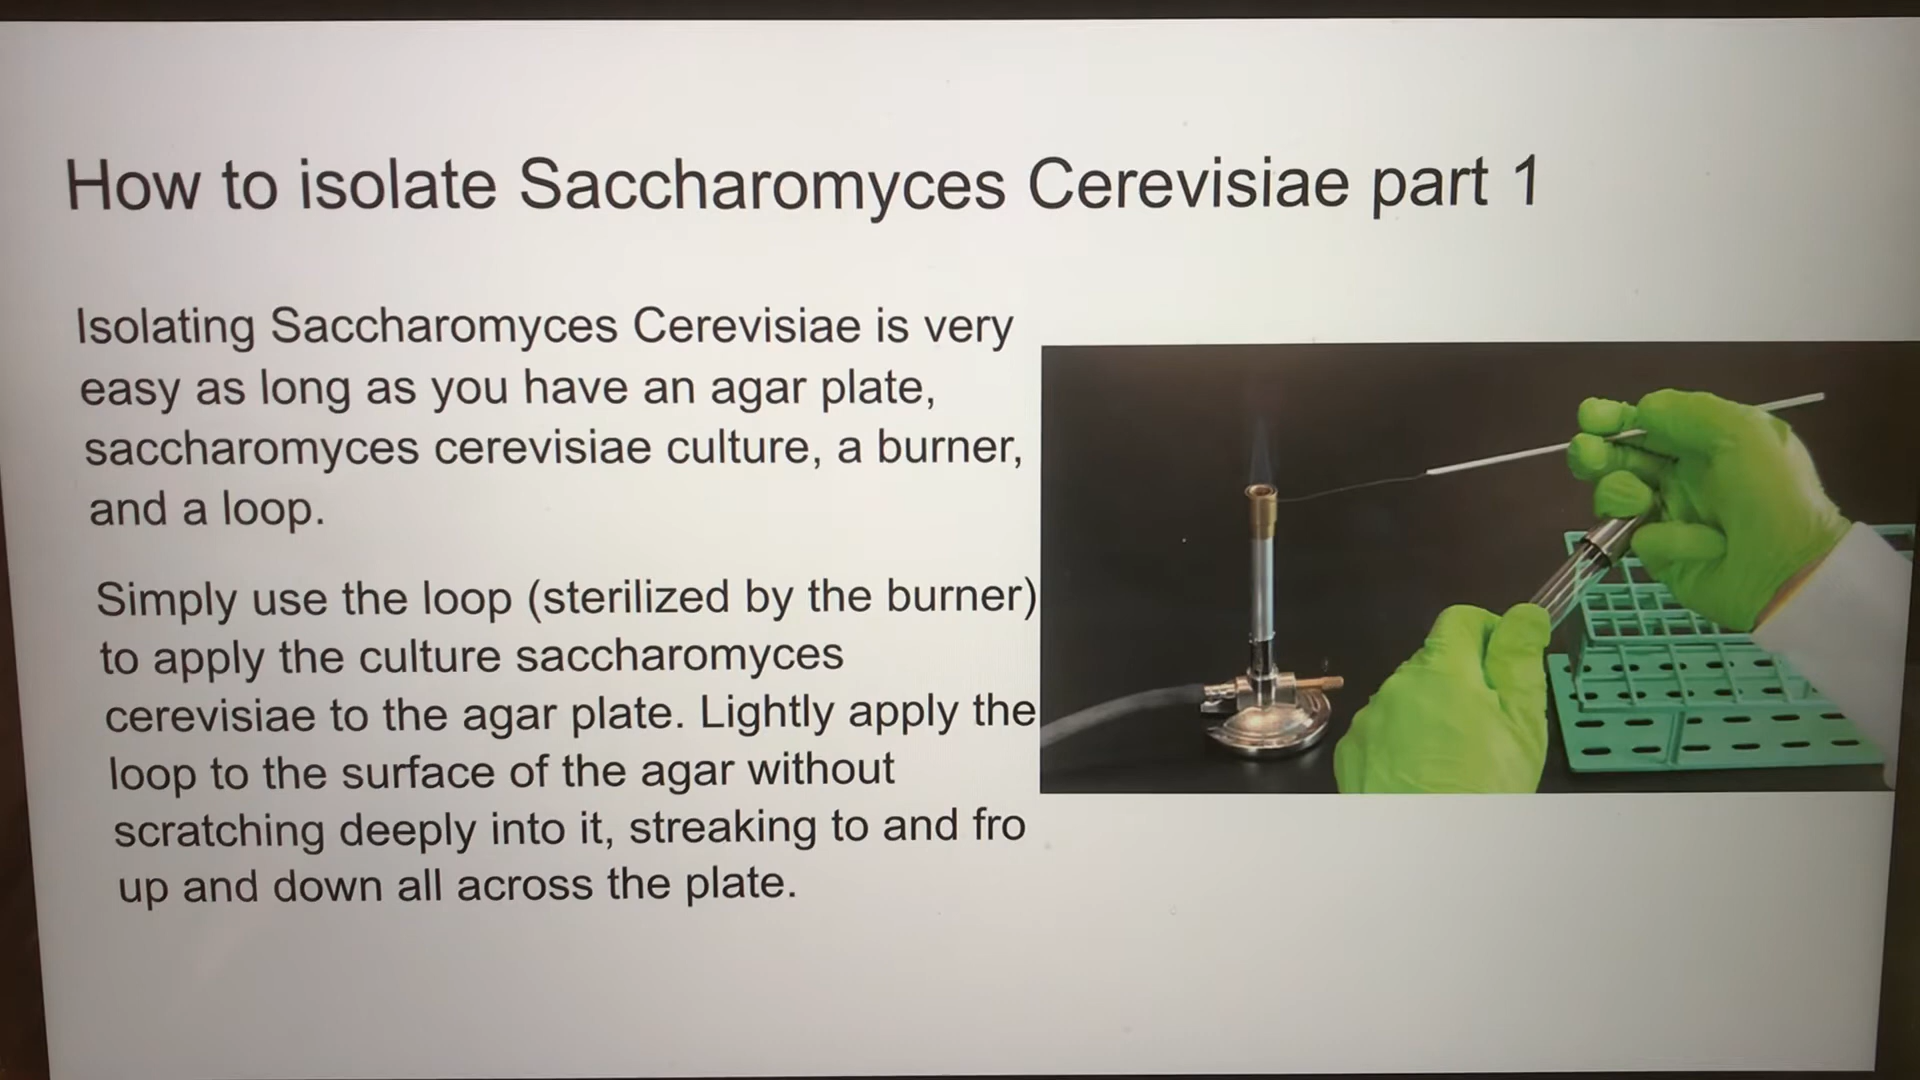 How to isolate Saccharomyces Cerevisiae part 1
Isolating Saccharomyces Cerevisiae is very
easy as long as you have an agar plate,
saccharomyces cerevisiae culture, a burner,
and a loop.
Simply use the loop (sterilized by the burner)
to apply the culture saccharomyces
cerevisiae to the agar plate. Lightly apply the
loop to the surface of the agar without
scratching deeply into it, streaking to and fro
up and down all across the plate.